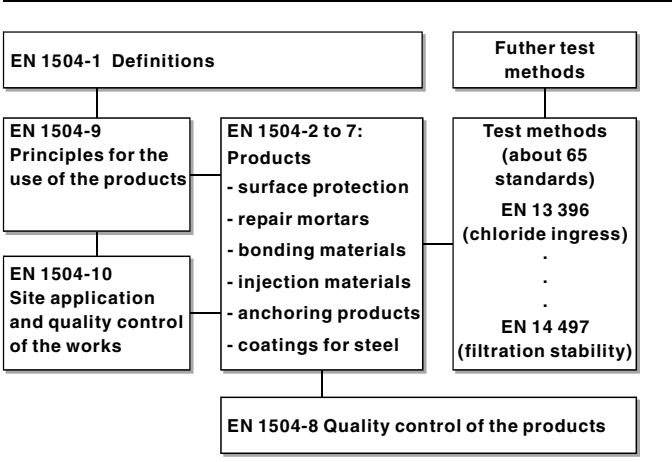 EN 1504-1 Definitions
Futher test
methods
EN 1504-9
Principles for the
use of the products
EN 1504-2 to 7:
Products
- surface protection
- repair mortars
- bonding materials
- injection materials
- anchoring products
- coatings for steel
Test methods
(about 65
standards)
EN 13 396
(chloride ingress)
.
.
.
EN 14 497
(filtration stability)
EN 1504-10
Site application
and quality control
of the works
EN 1504-8 Quality control of the products